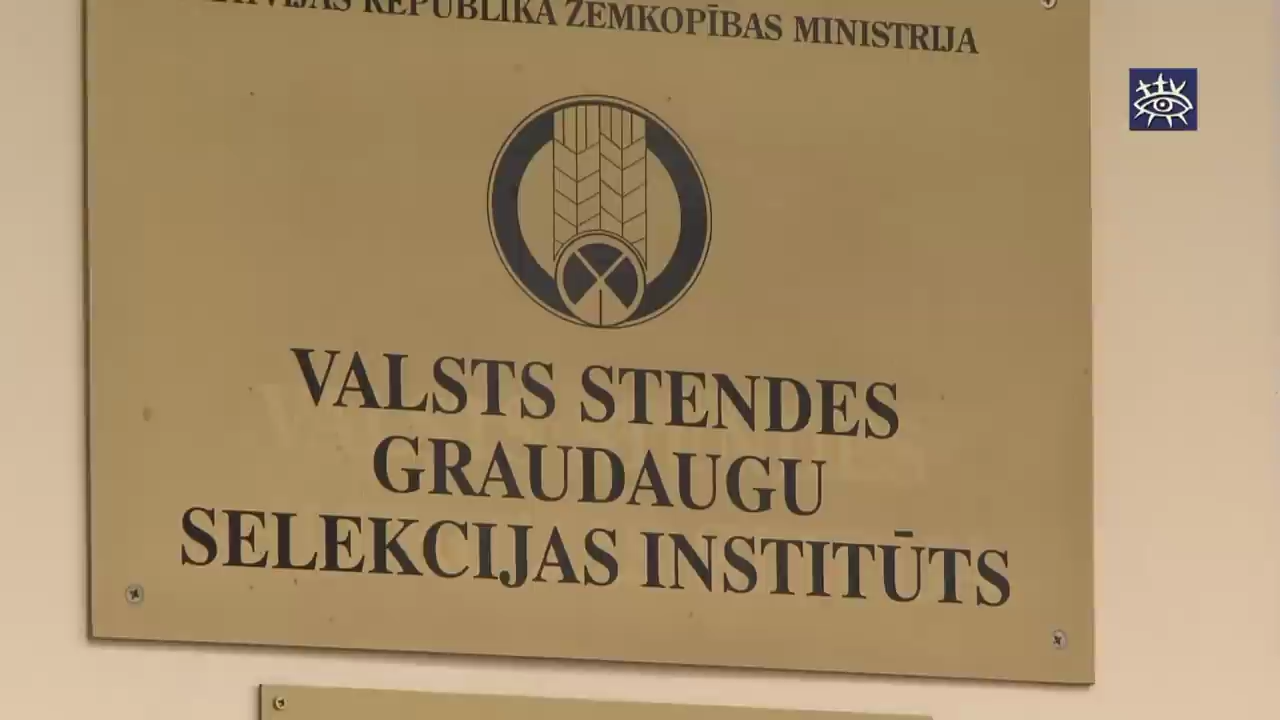 REPUBLIKA ZEMKOPĪBAS MINISTRIJA
VALSTS STENDES
GRAUDAUGU
SELEKCIJAS INSTITŪTS